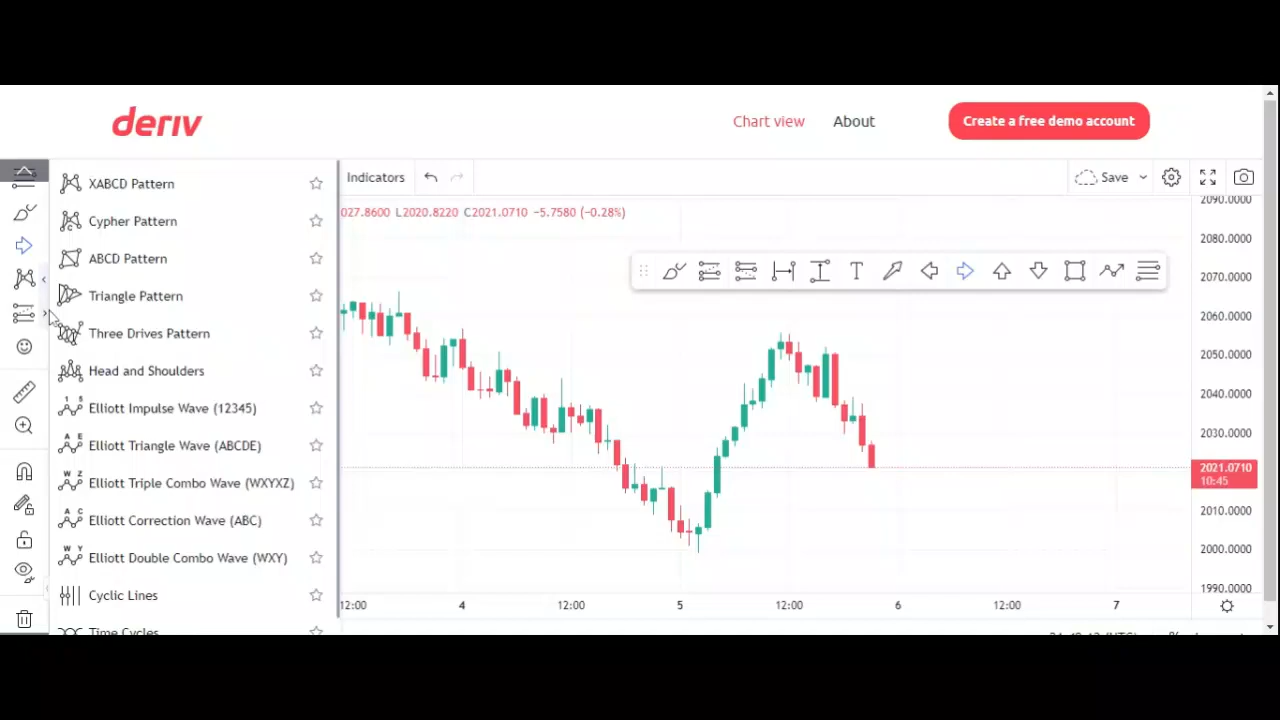 deriv
Chart view
About
Create a free demo account
Indicators
Save
027.8600 L2020.8220 C2021.0710 -5.7580 (-0.28%)
XABCD Pattern
Cypher Pattern
ABCD Pattern
Triangle Pattern
Three Drives Pattern
Head and Shoulders
Elliott Impulse Wave (12345)
Elliott Triangle Wave (ABCDE)
Elliott Triple Combo Wave (WXYXZ)
Elliott Correction Wave (ABC)
Elliott Double Combo Wave (WXY)
Cyclic Lines
Time Cycles
2090.0000
2080.0000
2070.0000
2060.0000
2050.0000
2040.0000
2030.0000
2021.0710
10:45
2010.0000
2000.0000
1990.0000
12:00 4 12:00 5 12:00 6 12:00 7